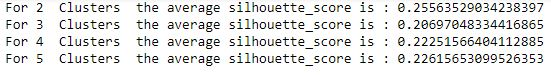 For 2  Clusters  the average silhouette_score is : 0.25563529034238397
For 3  Clusters  the average silhouette_score is : 0.20697048334416865
For 4  Clusters  the average silhouette_score is : 0.22251566404112885
For 5  Clusters  the average silhouette_score is : 0.22615653099526353